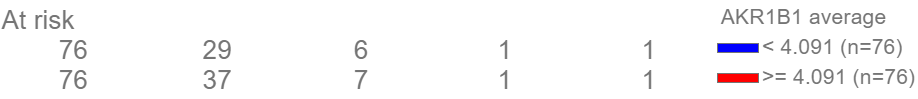 At risk
76 29 6 1 1
76 37 7 1 1
AKR1B1 average
< 4.091 (n=76)
>= 4.091 (n=76)